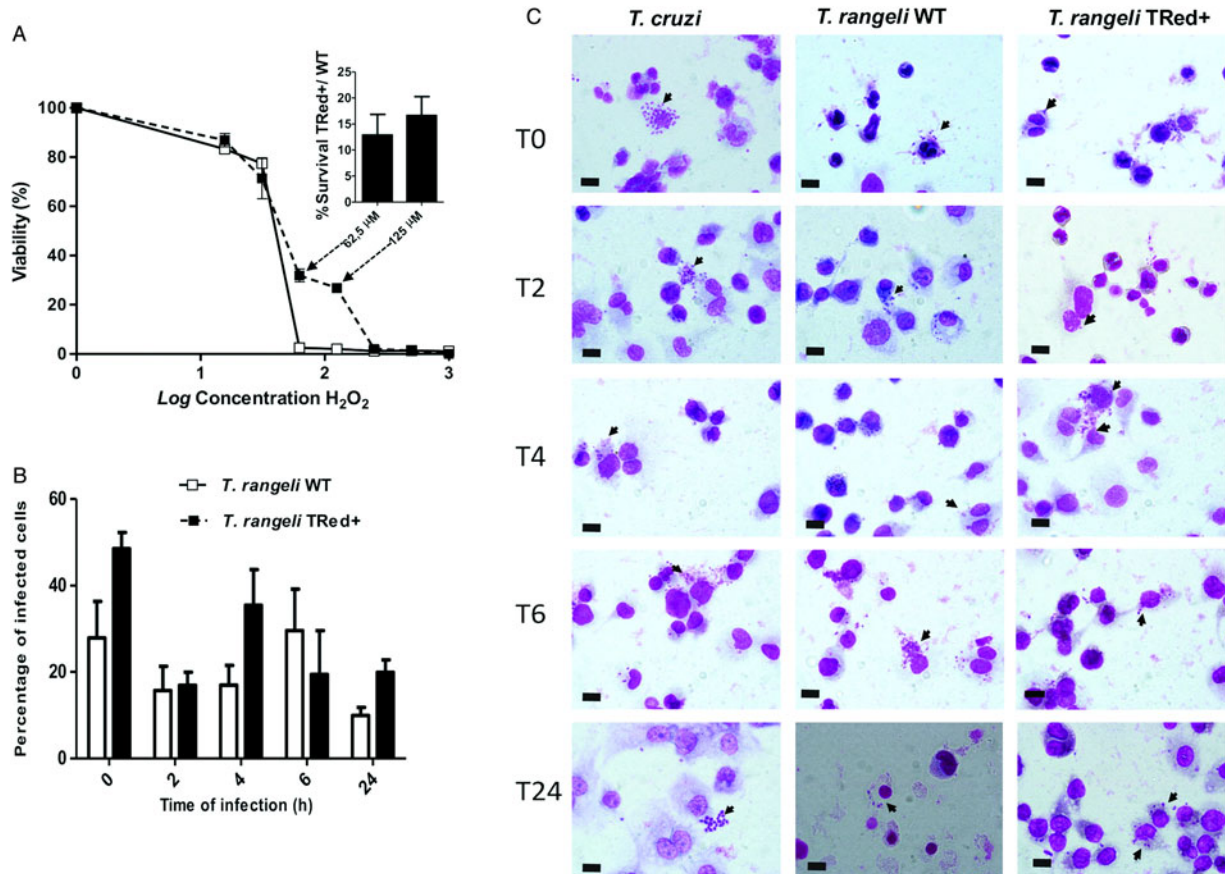 A
% Survival TRed+/ WT
25
20
15
10
5
0
62,5 µM
125 µM
Viability (%)
100
80
60
40
20
0
0
1
2
3
Log Concentration H₂O₂
B
T. rangeli WT
T. rangeli TRed+
Percentage of infected cells
60
40
20
0
0
2
4
6
24
Time of infection (h)
C
T. cruzi
T. rangeli WT
T. rangeli TRed+
T0
T2
T4
T6
T24